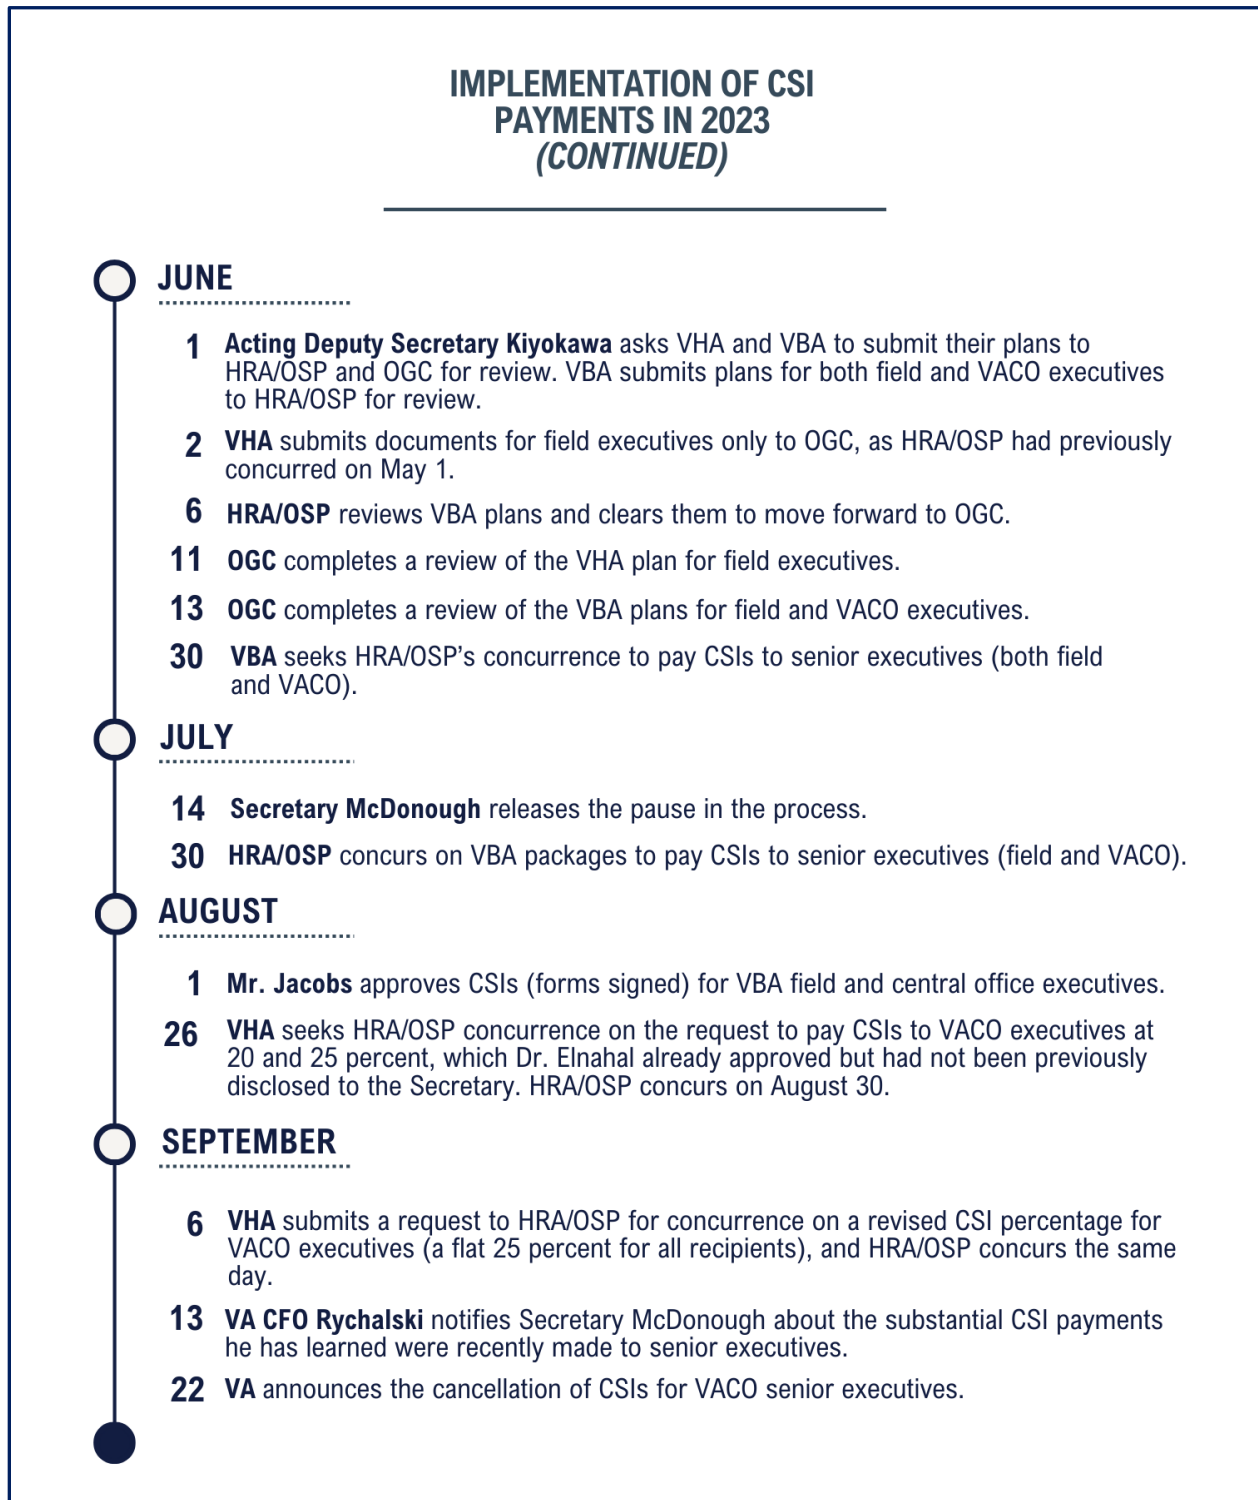 IMPLEMENTATION OF CSI
PAYMENTS IN 2023
(CONTINUED)
JUNE
1 Acting Deputy Secretary Kiyokawa asks VHA and VBA to submit their plans to
HRA/OSP and OGC for review. VBA submits plans for both field and VACO executives
to HRA/OSP for review.
2 VHA submits documents for field executives only to OGC, as HRA/OSP had previously
concurred on May 1.
6 HRA/OSP reviews VBA plans and clears them to move forward to OGC.
11 OGC completes a review of the VHA plan for field executives.
13 OGC completes a review of the VBA plans for field and VACO executives.
30 VBA seeks HRA/OSP’s concurrence to pay CSIs to senior executives (both field
and VACO).
JULY
14 Secretary McDonough releases the pause in the process.
30 HRA/OSP concurs on VBA packages to pay CSIs to senior executives (field and VACO).
AUGUST
1 Mr. Jacobs approves CSIs (forms signed) for VBA field and central office executives.
26 VHA seeks HRA/OSP concurrence on the request to pay CSIs to VACO executives at
20 and 25 percent, which Dr. Elnahal already approved but had not been previously
disclosed to the Secretary. HRA/OSP concurs on August 30.
SEPTEMBER
6 VHA submits a request to HRA/OSP for concurrence on a revised CSI percentage for
VACO executives (a flat 25 percent for all recipients), and HRA/OSP concurs the same
day.
13 VA CFO Rychalski notifies Secretary McDonough about the substantial CSI payments
he has learned were recently made to senior executives.
22 VA announces the cancellation of CSIs for VACO senior executives.